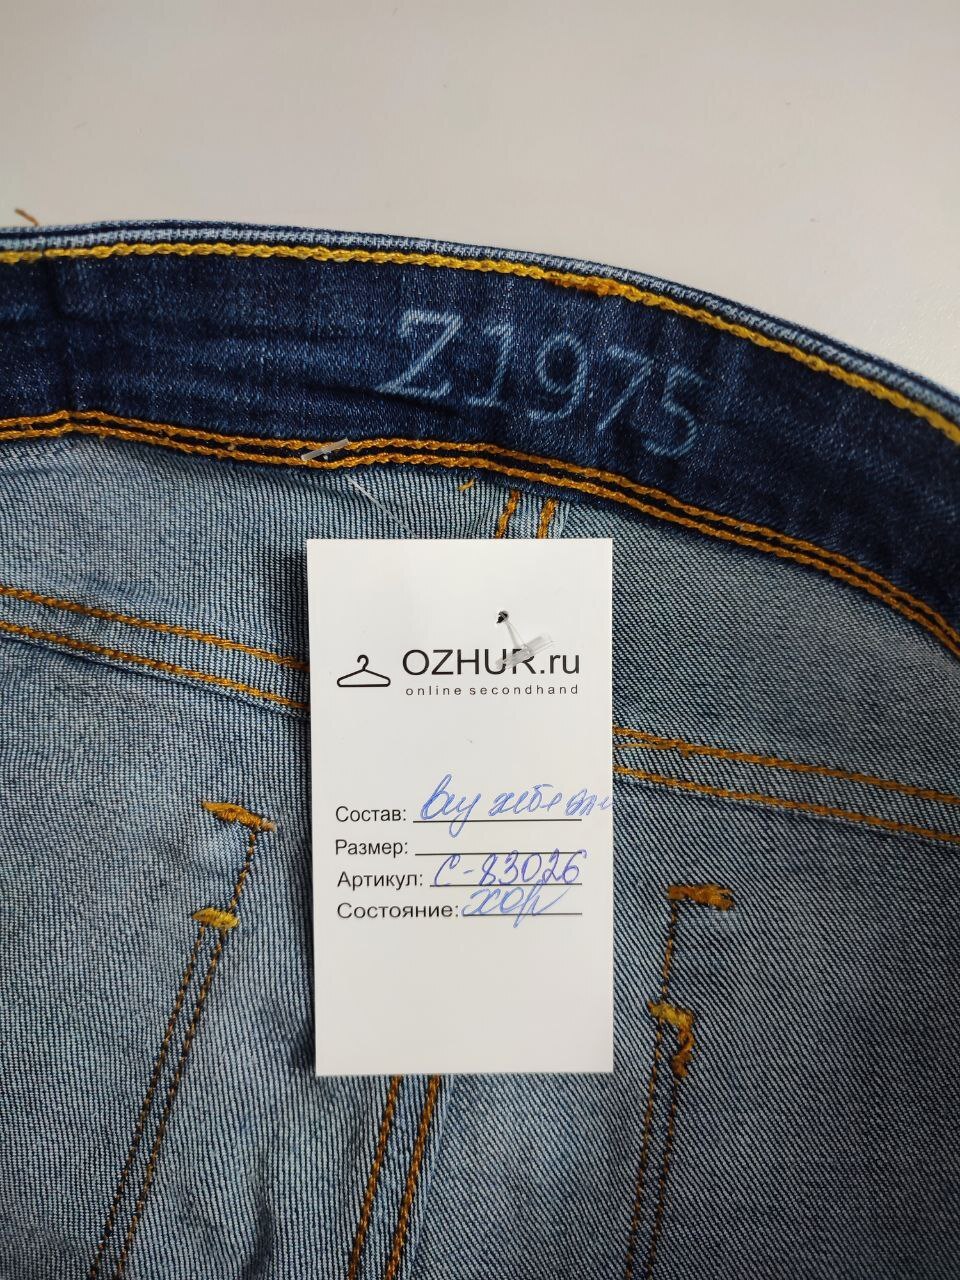 Z1975
OZHUR.ru
online secondhand
Состав:
Размер:
Артикул: С-83026
Состояние: хор